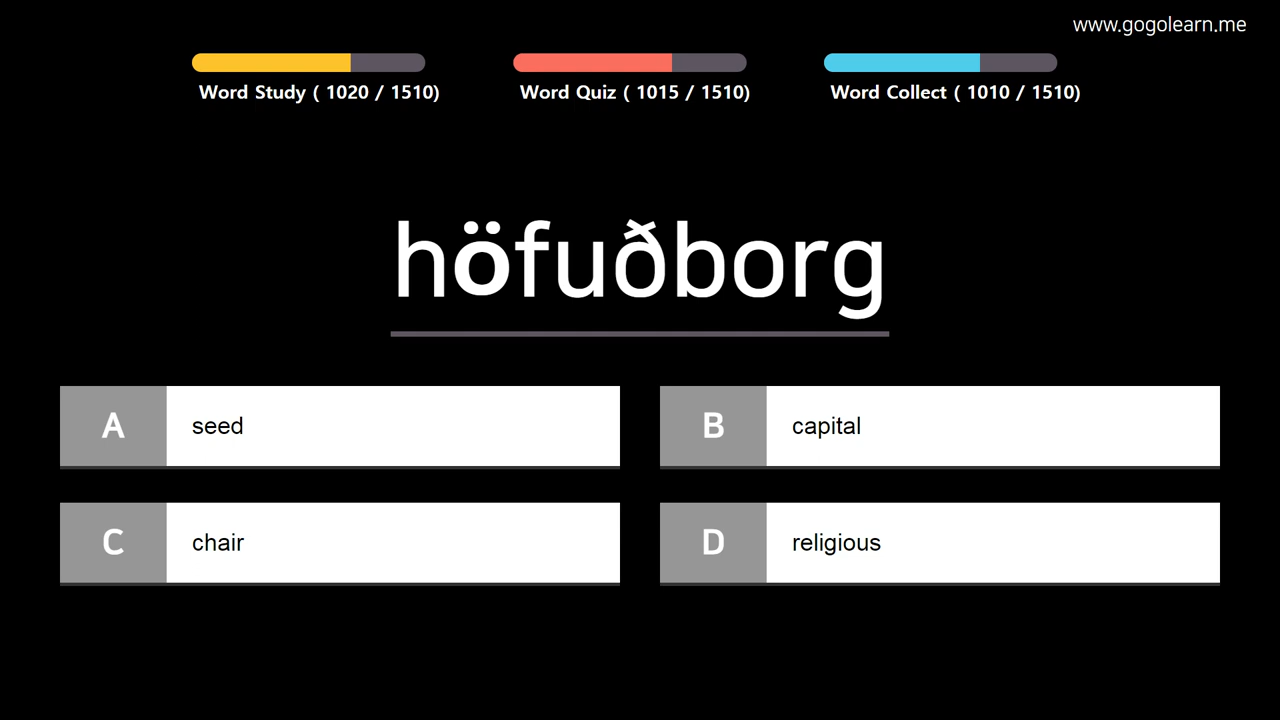 www.gogolearn.me
Word Study ( 1020 / 1510)
Word Quiz ( 1015 / 1510)
Word Collect ( 1010 / 1510)
höfuðborg
A seed
B capital
C chair
D religious